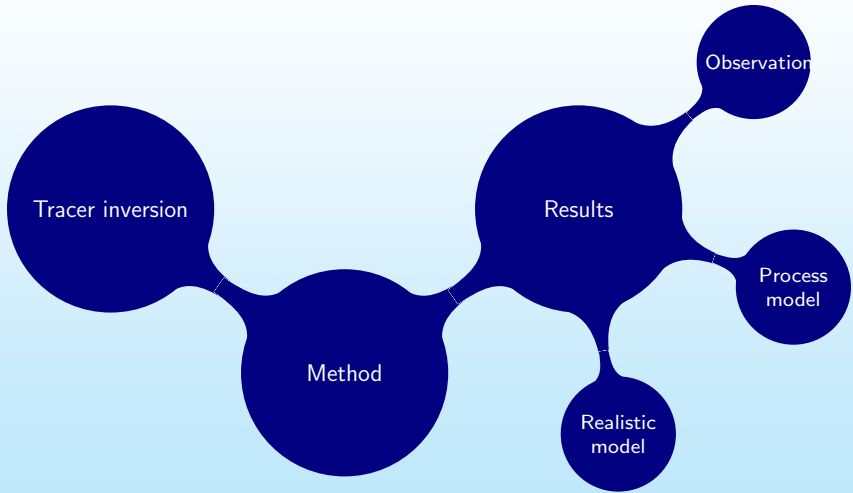 Tracer inversion
Method
Results
Observation
Process
model
Realistic
model